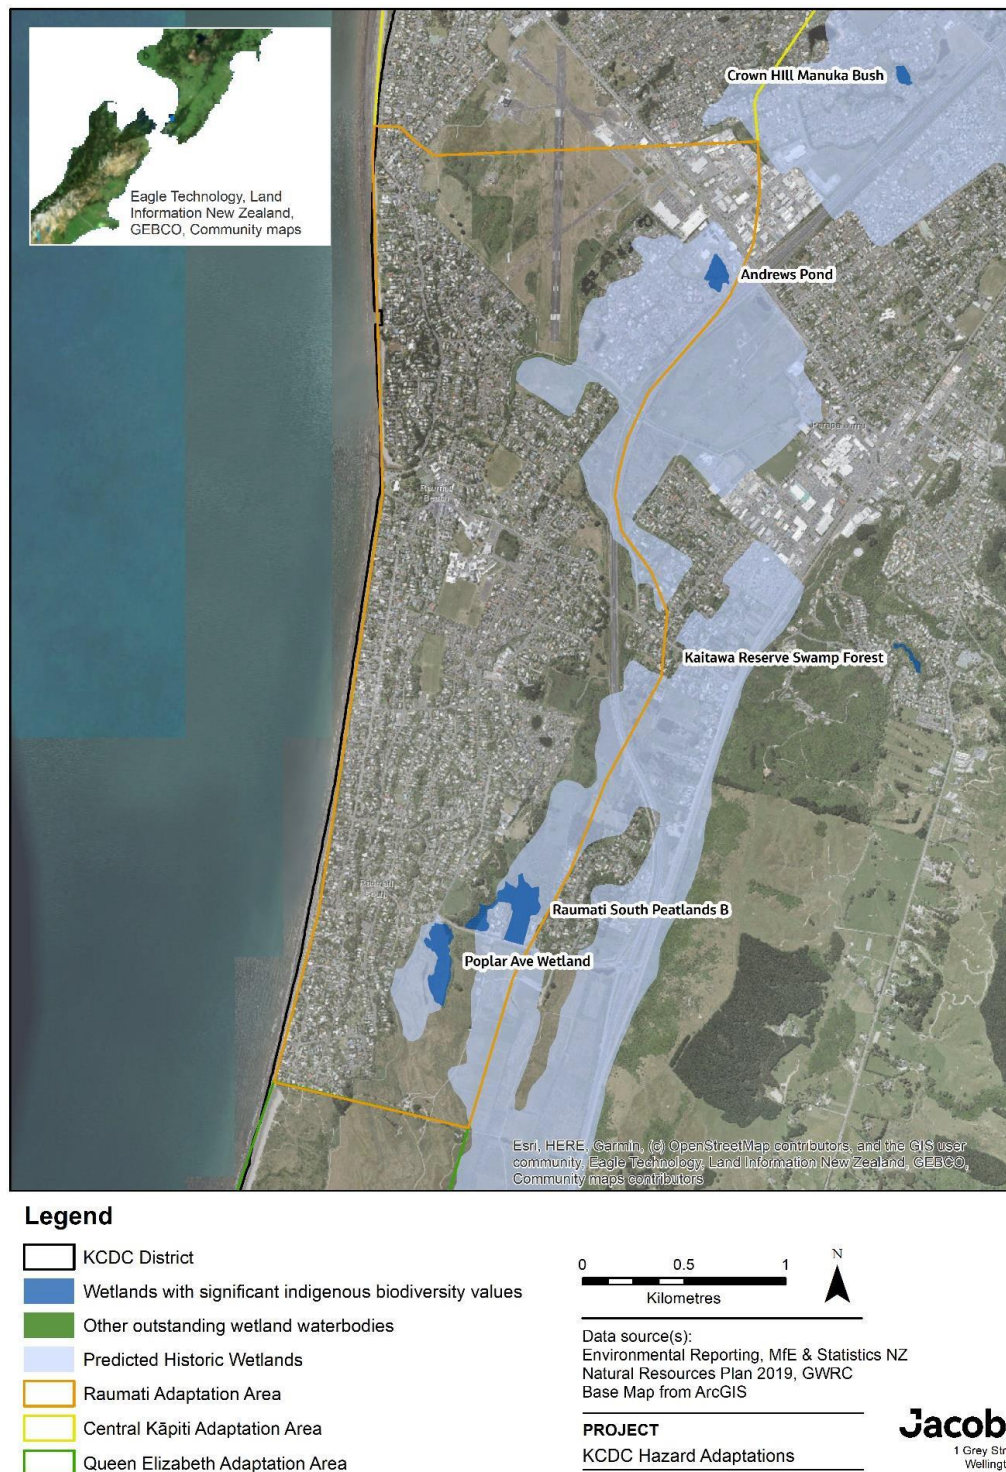 Eagle Technology, Land
Information New Zealand,
GEBCO, Community maps
Crown HIll Manuka Bush
Andrews Pond
Kaitawa Reserve Swamp Forest
Raumati South Peatlands B
Poplar Ave Wetland
Esri, HERE, Garmin, (c) OpenStreetMap contributors, and the GIS user
community, Eagle Technology, Land Information New Zealand, GEBCO,
Community maps contributors
Legend
KCDC District
Wetlands with significant indigenous biodiversity values
Other outstanding wetland waterbodies
Predicted Historic Wetlands
Raumati Adaptation Area
Central Kāpiti Adaptation Area
Queen Elizabeth Adaptation Area
0 0.5 1
Kilometres
N
Data source(s):
Environmental Reporting, MfE & Statistics NZ
Natural Resources Plan 2019, GWRC
Base Map from ArcGIS
PROJECT
KCDC Hazard Adaptations
Jacob
1 Grey Str
Wellingt